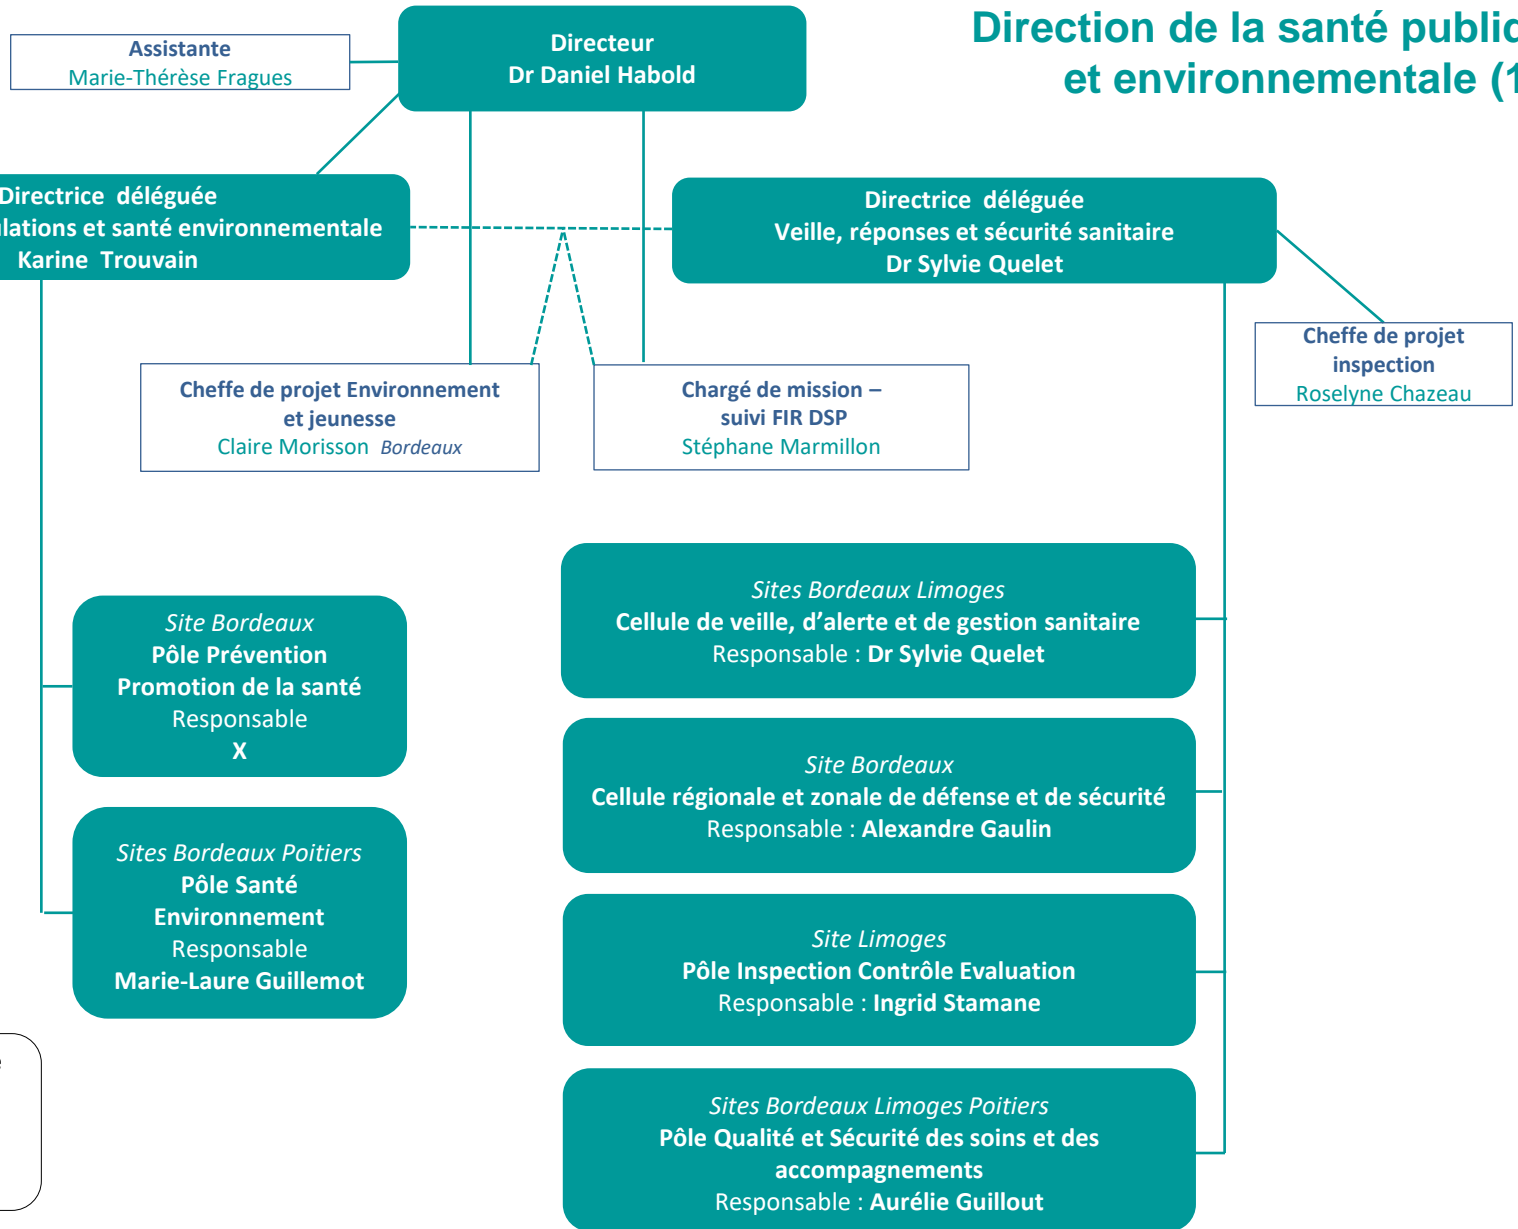 Direction de la santé
et environnementale
Assistante
Marie-Thérèse Fragues
Directeur
Dr Daniel Habold
Directrice déléguée
et santé environnementale
Karine Trouvain
Directrice déléguée
Veille, réponses et sécurité sanitaire
Dr Sylvie Quelet
Cheffe de projet
inspection
Roselyne Chazeau
Cheffe de projet Environnement
et jeunesse
Claire Morisson Bordeaux
Chargé de mission –
suivi FIR DSP
Stéphane Marmillon
Site Bordeaux
Pôle Prévention
Promotion de la santé
Responsable
X
Sites Bordeaux Poitiers
Pôle Santé
Environnement
Responsable
Marie-Laure Guillemot
Sites Bordeaux Limoges
Cellule de veille, d’alerte et de gestion sanitaire
Responsable : Dr Sylvie Quelet
Site Bordeaux
Cellule régionale et zonale de défense et de sécurité
Responsable : Alexandre Gaulin
Site Limoges
Pôle Inspection Contrôle Evaluation
Responsable : Ingrid Stamane
Sites Bordeaux Limoges Poitiers
Pôle Qualité et Sécurité des soins et des
accompagnements
Responsable : Aurélie Guillout